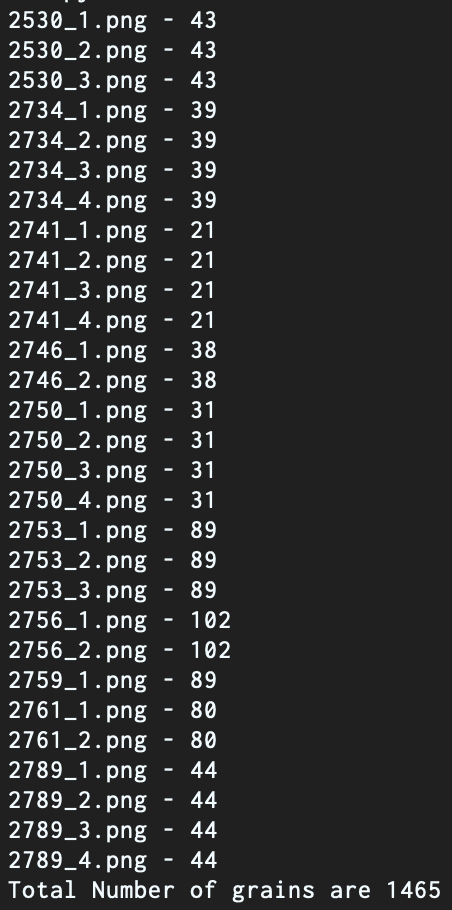 2530_1.png - 43
2530_2.png - 43
2530_3.png - 43
2734_1.png - 39
2734_2.png - 39
2734_3.png - 39
2734_4.png - 39
2741_1.png - 21
2741_2.png - 21
2741_3.png - 21
2741_4.png - 21
2746_1.png - 38
2746_2.png - 38
2750_1.png - 31
2750_2.png - 31
2750_3.png - 31
2750_4.png - 31
2753_1.png - 89
2753_2.png - 89
2753_3.png - 89
2756_1.png - 102
2756_2.png - 102
2759_1.png - 89
2761_1.png - 80
2761_2.png - 80
2789_1.png - 44
2789_2.png - 44
2789_3.png - 44
2789_4.png - 44
Total Number of grains are 1465